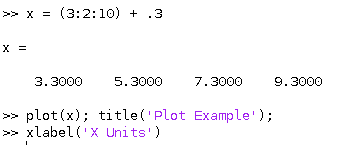 >> x = (3:2:10) + .3
x =
3.3000 5.3000 7.3000 9.3000
>> plot(x); title('Plot Example');
>> xlabel('X Units')